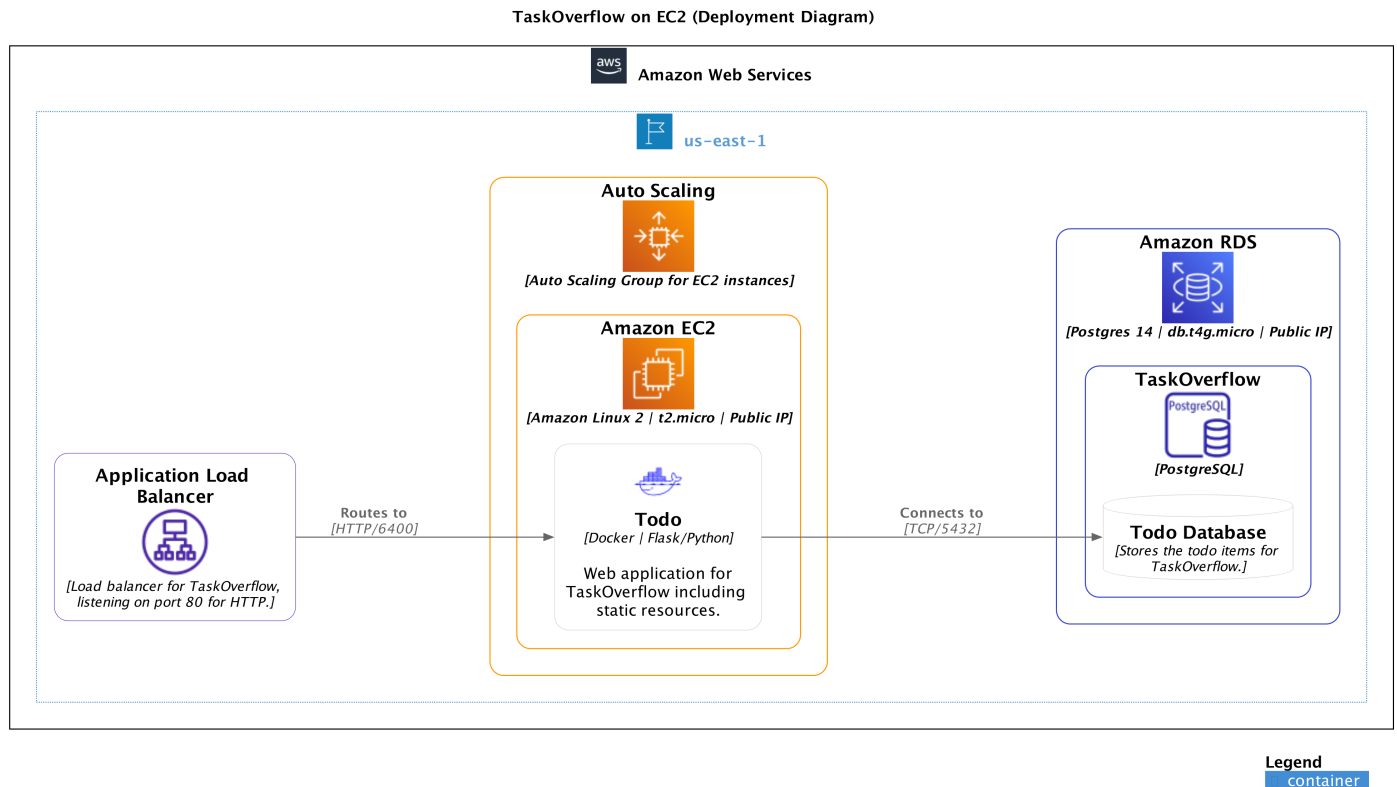 TaskOverflow on EC2 (Deployment Diagram)
aws
Amazon Web Services
us-east-1
Auto Scaling
[Auto Scaling Group for EC2 instances]
Amazon EC2
[Amazon Linux 2 | t2.micro | Public IP]
Application Load
Balancer
[Load balancer for TaskOverflow,
listening on port 80 for HTTP.]
Routes to
[HTTP/6400]
Todo
[Docker | Flask/Python]
Web application for
TaskOverflow including
static resources.
Connects to
[TCP/5432]
Amazon RDS
[Postgres 14 | db.t4g.micro | Public IP]
TaskOverflow
PostgreSQL
[PostgreSQL]
Todo Database
[Stores the todo items for
TaskOverflow.]
Legend
container